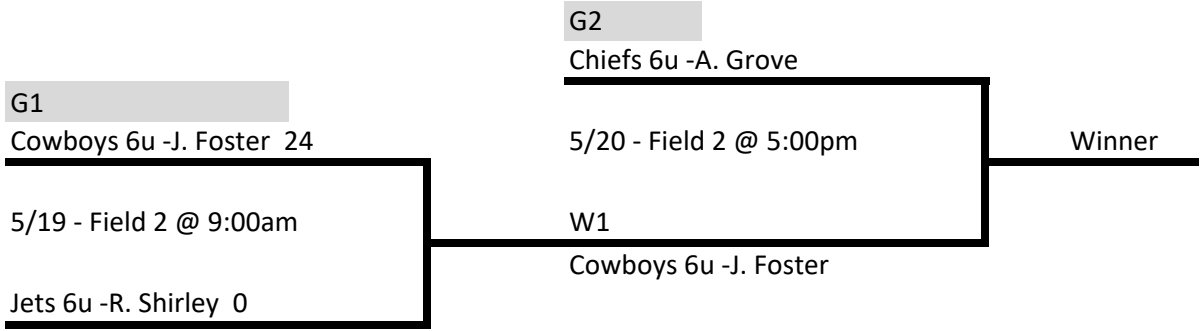 G2
Chiefs 6u -A. Grove
G1
Cowboys 6u -J. Foster  24
5/20 - Field 2 @ 5:00pm
Winner
5/19 - Field 2 @ 9:00am
W1
Cowboys 6u -J. Foster
Jets 6u -R. Shirley  0